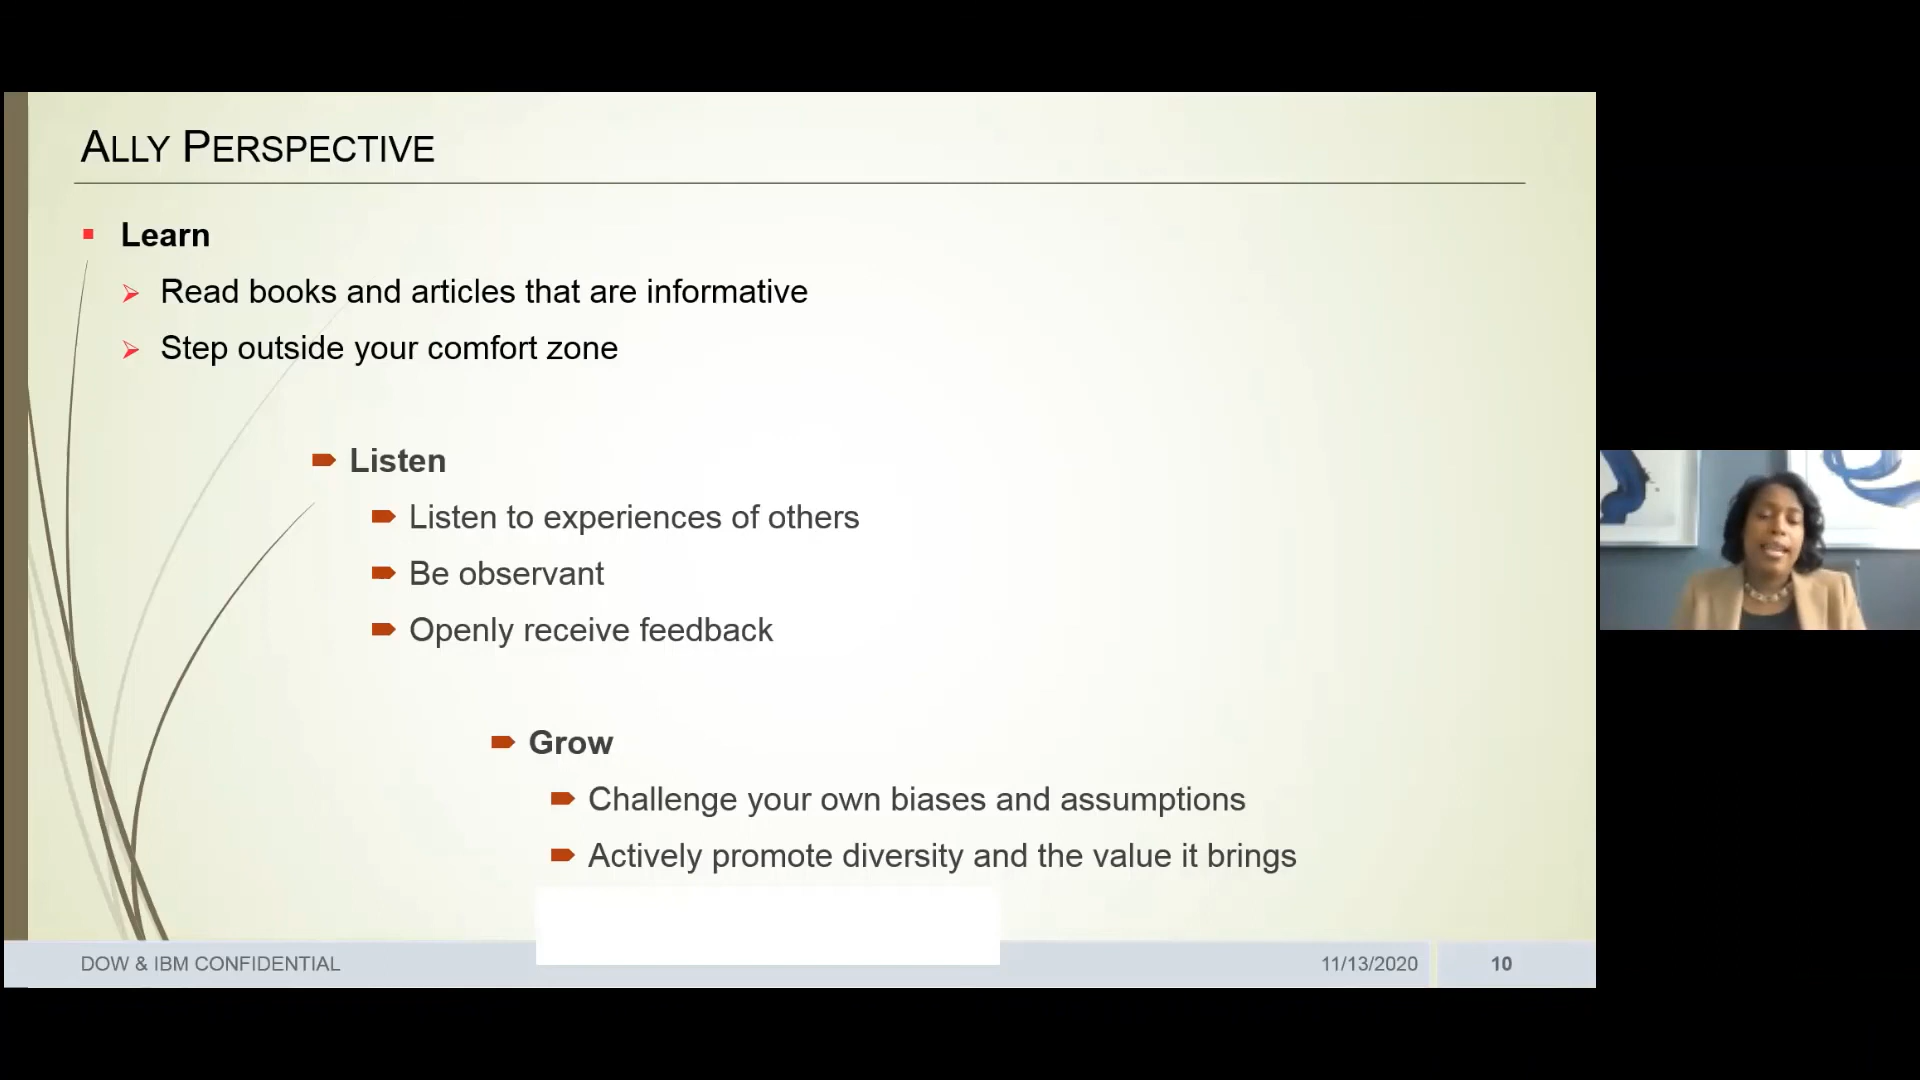 ALLY PERSPECTIVE
Learn
Read books and articles that are informative
Step outside your comfort zone
Listen
Listen to experiences of others
Be observant
Openly receive feedback
Grow
Challenge your own biases and assumptions
Actively promote diversity and the value it brings
DOW & IBM CONFIDENTIAL
11/13/2020
10